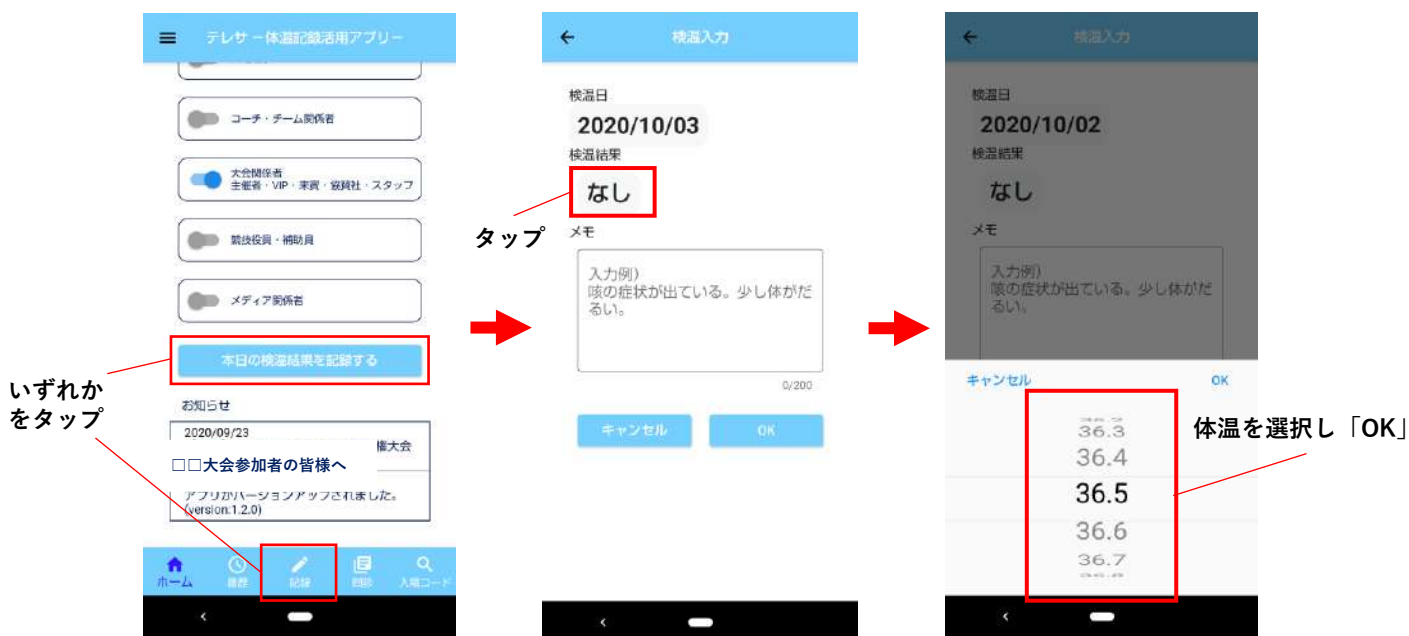 テレサ －体温記録活用アプリ－
コーチ・チーム関係者
大会関係者
主催者・VIP・来賓・協賛社・スタッフ
競技役員・補助員
メディア関係者
本日の検温結果を記録する
いずれか
をタップ
お知らせ
2020/09/23
権大会
□□大会参加者の皆様へ
アプリがバージョンアップされました。
(version:1.2.0)
ホーム
履歴
記録
問診
入場コード
検温入力
検温日
2020/10/03
検温結果
なし
タップ
メモ
入力例)
咳の症状が出ている。少し体がだ
るい。
0/200
キャンセル
OK
検温入力
検温日
2020/10/02
検温結果
なし
メモ
入力例)
咳の症状が出ている。少し体がだ
るい。
キャンセル
OK
36.3
36.4
36.5
36.6
36.7
体温を選択し「OK」